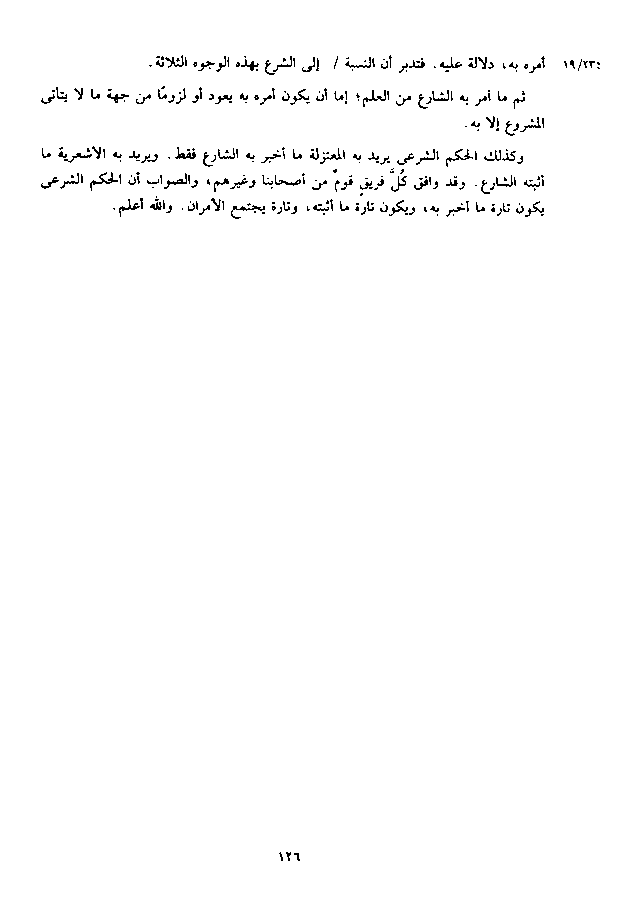 ١٩/٢٣٤ أمره به، دلالة عليه. فتدبر أن النسبة / إلى الشرع بهذه الوجوه الثلاثة.
ثم ما أمر به الشارع من العلم؛ إما أن يكون أمره به يعود أو لزومًا من جهة ما لا يتأتى
المشروع إلا به.
وكذلك الحكم الشرعى يريد به المعتزلة ما أخبر به الشارع فقط. ويريد به الأشعرية ما
أثبته الشارع. وقد وافق كُلَّ فريقٍ قومٌ من أصحابنا وغيرهم، والصواب أن الحكم الشرعى
يكون تارة ما أخبر به، ويكون تارة ما أثبته، وتارة يجتمع الأمران. والله أعلم.
١٢٦